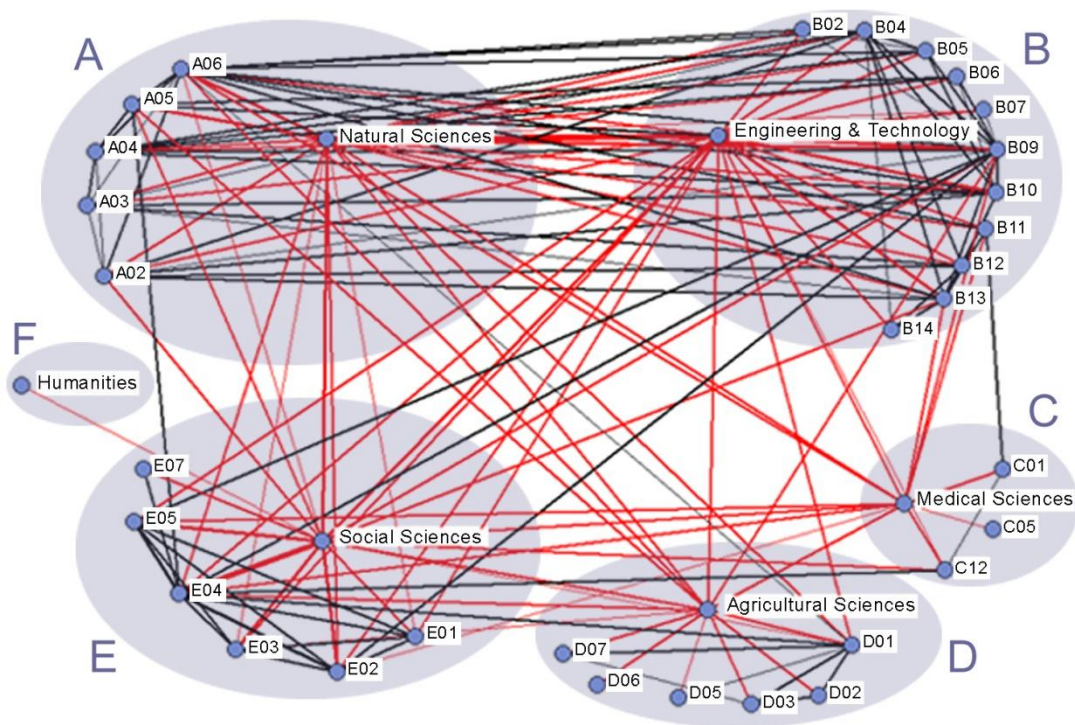 A
B
B02
B04
B05
A06
B06
A05
B07
Natural Sciences
Engineering & Technology
A04
B09
B10
A03
B11
B12
A02
B13
B14
F
Humanities
C
C01
E07
Medical Sciences
E05
C05
Social Sciences
C12
E04
Agricultural Sciences
E01
D01
E
E03
D07
D
E02
D06
D05
D03
D02